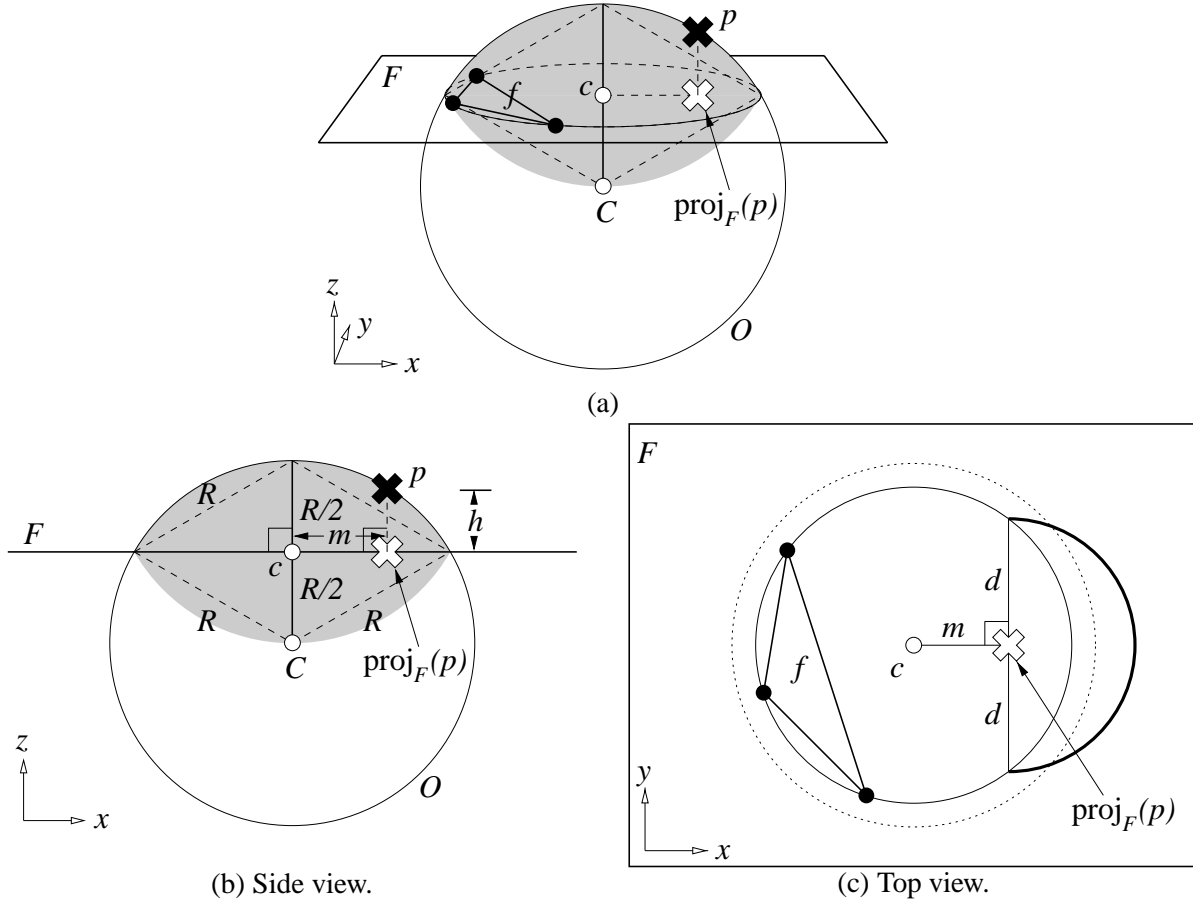 p
F
f
c
proj_F(p)
C
z
y
x
O
(a)
R
R/2
p
F
m
h
c
R/2
R
R
C
proj_F(p)
z
x
O
(b) Side view.
F
d
m
f
c
d
y
x
proj_F(p)
(c) Top view.